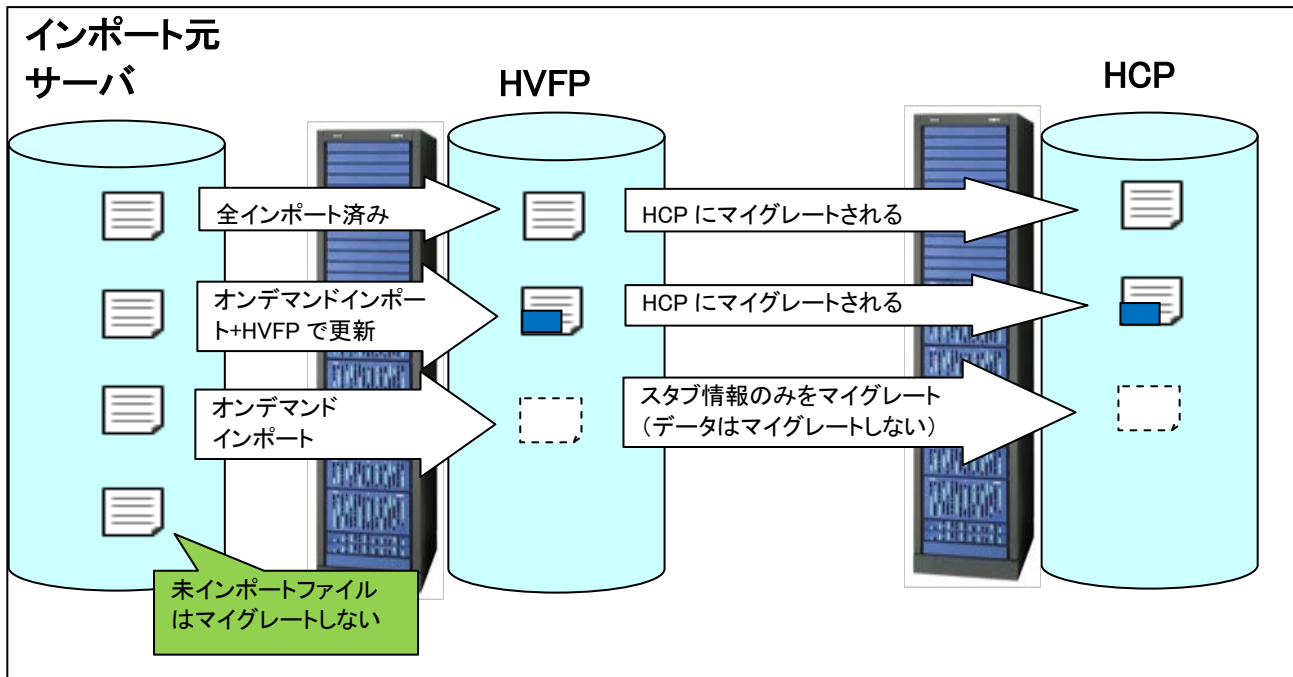 インポート元
サーバ
HVFP
HCP
全インポート済み
HCP にマイグレートされる
オンデマンドインポー
ト+HVFP で更新
HCP にマイグレートされる
オンデマンド
インポート
スタブ情報のみをマイグレート
(データはマイグレートしない)
未インポートファイル
はマイグレートしない